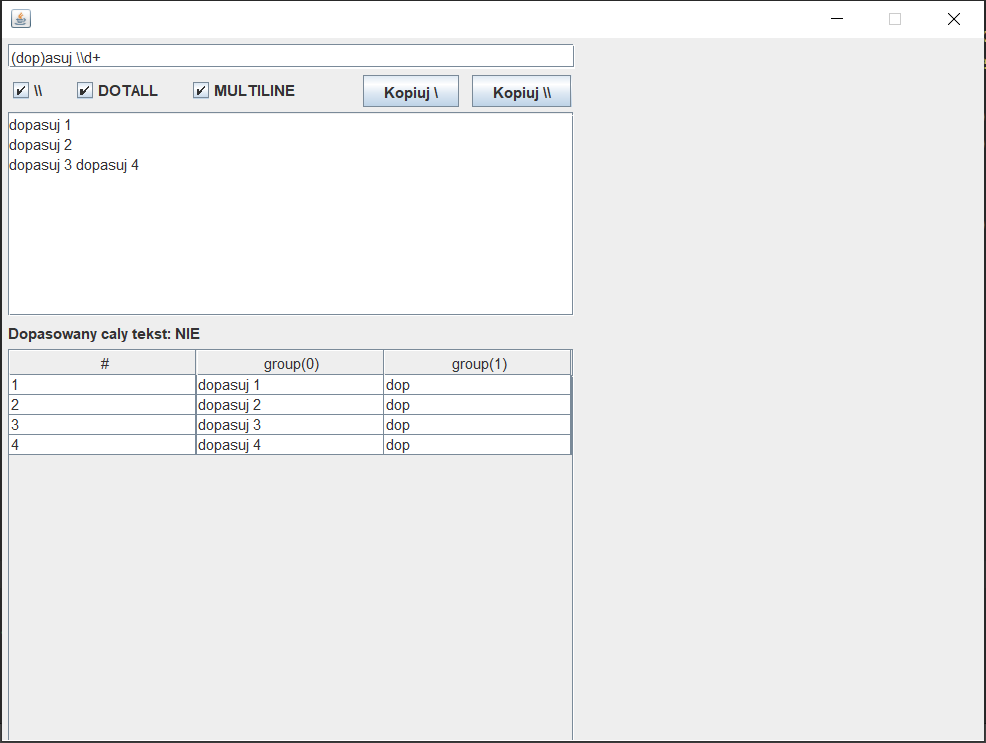 (dop)asuj \\d+
\\ DOTALL MULTILINE Kopiuj \ Kopiuj \\
dopasuj 1
dopasuj 2
dopasuj 3 dopasuj 4
Dopasowany caly tekst: NIE
# group(0) group(1)
1 dopasuj 1 dop
2 dopasuj 2 dop
3 dopasuj 3 dop
4 dopasuj 4 dop